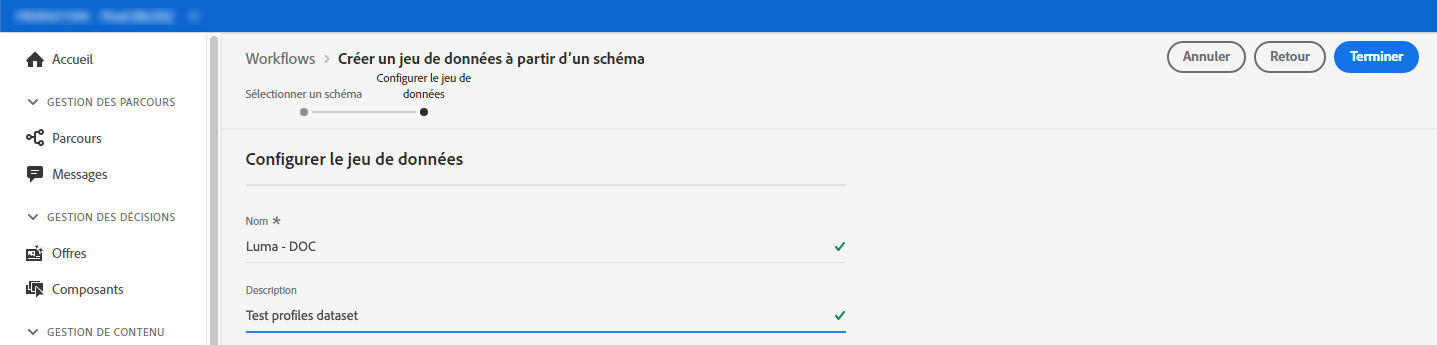 Accueil
GESTION DES PARCOURS
Parcours
Messages
GESTION DES DÉCISIONS
Offres
Composants
GESTION DE CONTENU
Workflows > Créer un jeu de données à partir d'un schéma
Annuler
Retour
Terminer
Sélectionner un schéma
Configurer le jeu de
données
Configurer le jeu de données
Nom *
Luma - DOC
Description
Test profiles dataset